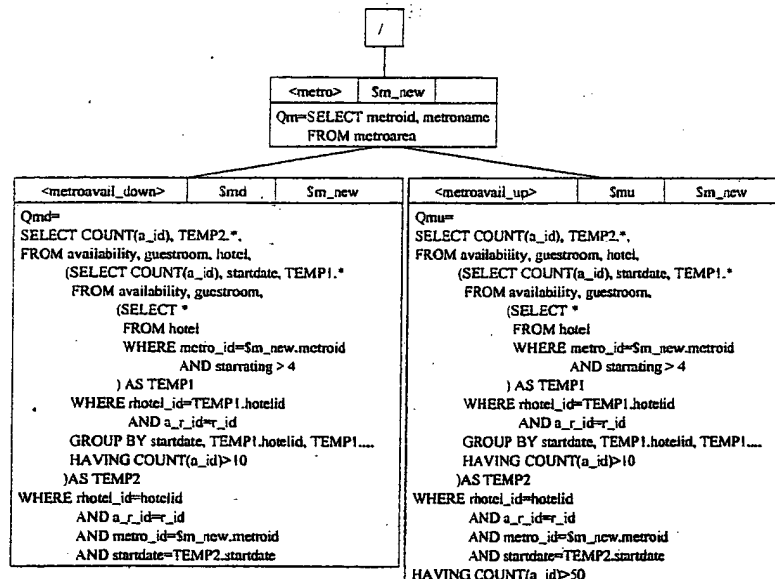 /
<metro> $m_new
Qm=SELECT metroid, metroname
FROM metroarea
<metroavail_down> $md $m_new
Qmd=
SELECT COUNT(a_id), TEMP2.*,
FROM availability, guestroom, hotel,
(SELECT COUNT(a_id), startdate, TEMP1.*
FROM availability, guestroom,
(SELECT *
FROM hotel
WHERE metro_id=$m_new.metroid
AND starrating > 4
) AS TEMP1
WHERE rhotel_id=TEMP1.hotelid
AND a_r_id=r_id
GROUP BY startdate, TEMP1.hotelid, TEMP1....
HAVING COUNT(a_id)>10
)AS TEMP2
WHERE rhotel_id=hotelid
AND a_r_id=r_id
AND metro_id=$m_new.metroid
AND startdate=TEMP2.startdate
<metroavail_up> $mu $m_new
Qmu=
SELECT COUNT(a_id), TEMP2.*,
FROM availability, guestroom, hotel,
(SELECT COUNT(a_id), startdate, TEMP1.*
FROM availability, guestroom,
(SELECT *
FROM hotel
WHERE metro_id=$m_new.metroid
AND starrating > 4
) AS TEMP1
WHERE rhotel_id=TEMP1.hotelid
AND a_r_id=r_id
GROUP BY startdate, TEMP1.hotelid, TEMP1....
HAVING COUNT(a_id)>10
)AS TEMP2
WHERE rhotel_id=hotelid
AND a_r_id=r_id
AND metro_id=$m_new.metroid
AND startdate=TEMP2.startdate
HAVING COUNT(a_id)>50